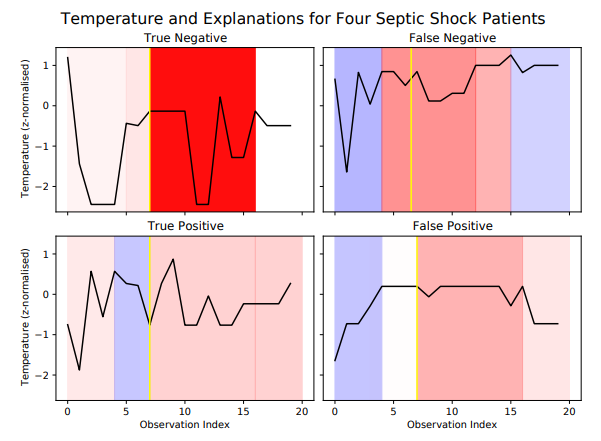 Temperature and Explanations for Four Septic Shock Patients
True Negative
False Negative
Temperature (z-normalised)
1
0
−1
−2
True Positive
False Positive
Temperature (z-normalised)
1
0
−1
−2
0 5 10 15 20
0 5 10 15 20
Observation Index
Observation Index